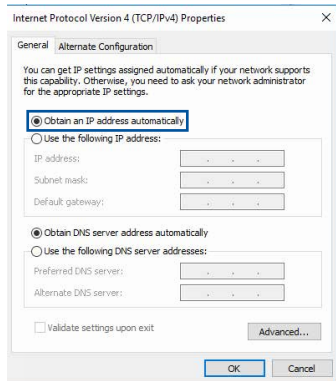 Internet Protocol Version 4 (TCP/IPv4) Properties
General Alternate Configuration
You can get IP settings assigned automatically if your network supports
this capability. Otherwise, you need to ask your network administrator
for the appropriate IP settings.
Obtain an IP address automatically
Use the following IP address:
IP address:
Subnet mask:
Default gateway:
Obtain DNS server address automatically
Use the following DNS server addresses:
Preferred DNS server:
Alternate DNS server:
Validate settings upon exit
Advanced...
OK Cancel